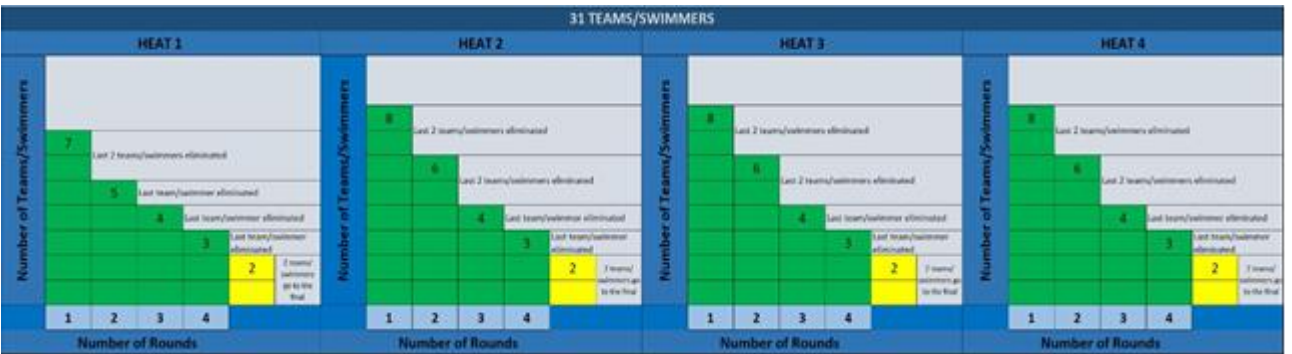 31 TEAMS/SWIMMERS
HEAT 1
HEAT 2
HEAT 3
HEAT 4
Number of Teams/Swimmers
7
Last 2 teams/swimmers eliminated
5
Last team/swimmer eliminated
4
Last team/swimmer eliminated
3
Last team/swimmer
eliminated
2
2 teams/
swimmers
go to the
final
1 2 3 4
Number of Rounds
Number of Teams/Swimmers
8
Last 2 teams/swimmers eliminated
6
Last 2 teams/swimmers eliminated
4
Last team/swimmer eliminated
3
Last team/swimmer
eliminated
2
2 teams/
swimmers go
to the final
1 2 3 4
Number of Rounds
Number of Teams/Swimmers
8
Last 2 teams/swimmers eliminated
6
Last 2 teams/swimmers eliminated
4
Last team/swimmer eliminated
3
Last team/swimmer
eliminated
2
2 teams/
swimmers go
to the final
1 2 3 4
Number of Rounds
Number of Teams/Swimmers
8
Last 2 teams/swimmers eliminated
6
Last 2 teams/swimmers eliminated
4
Last team/swimmer eliminated
3
Last team/swimmer
eliminated
2
2 teams/
swimmers go
to the final
1 2 3 4
Number of Rounds